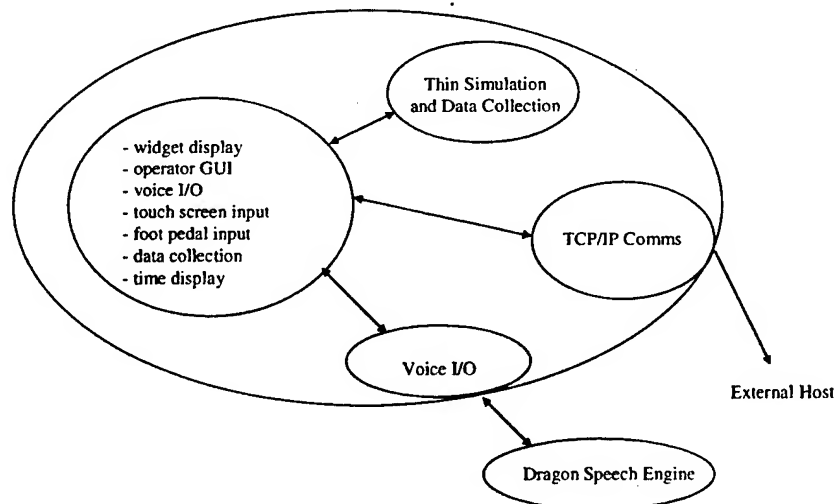 Thin Simulation
and Data Collection
- widget display
- operator GUI
- voice I/O
- touch screen input
- foot pedal input
- data collection
- time display
TCP/IP Comms
Voice I/O
External Host
Dragon Speech Engine